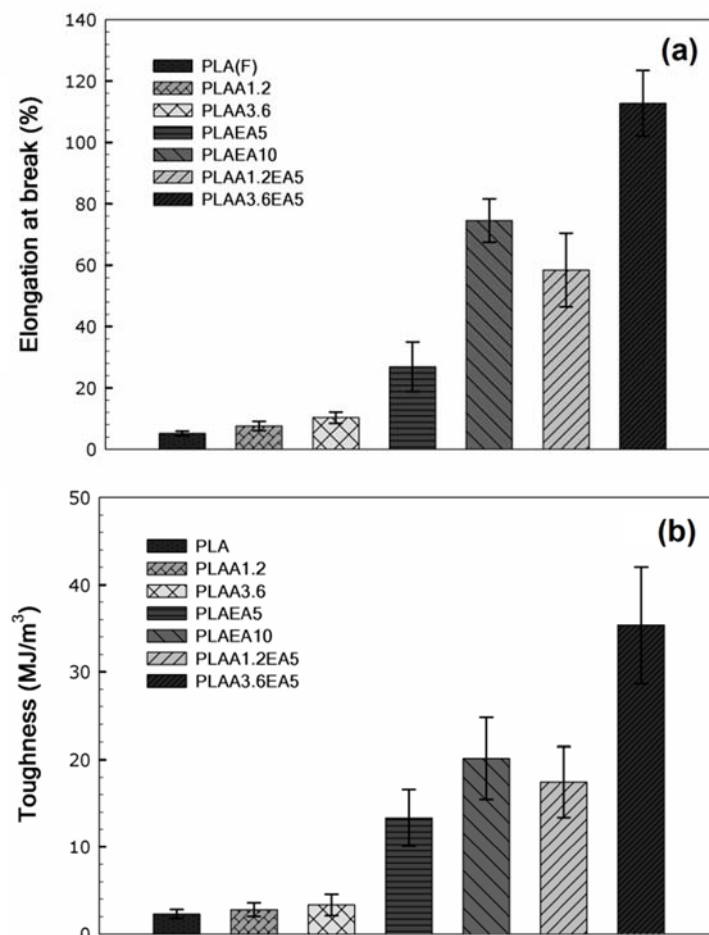 (a)
140
120
100
80
60
40
20
0
Elongation at break (%)
PLA(F)
PLAA1.2
PLAA3.6
PLAEA5
PLAEA10
PLAA1.2EA5
PLAA3.6EA5
(b)
50
40
30
20
10
0
Toughness (MJ/m³)
PLA
PLAA1.2
PLAA3.6
PLAEA5
PLAEA10
PLAA1.2EA5
PLAA3.6EA5